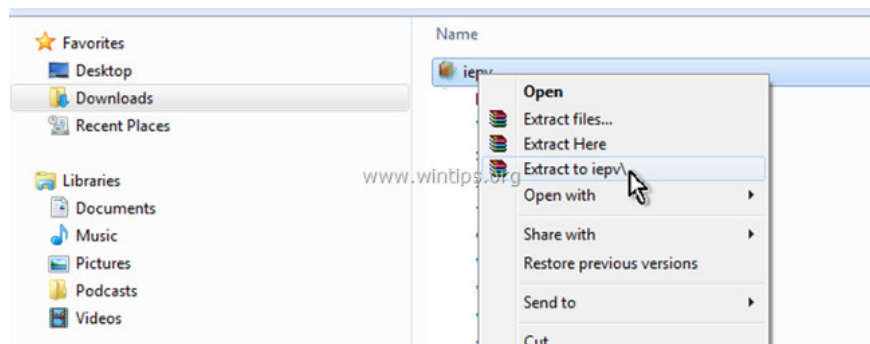 Favorites
Desktop
Downloads
Recent Places
Libraries
Documents
Music
Pictures
Podcasts
Videos
Name
iepv
Open
Extract files...
Extract Here
Extract to iepv\
Open with
Share with
Restore previous versions
Send to
Cut
www.wintips.org